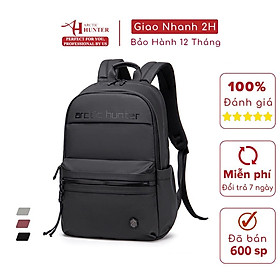 ARCTIC
HUNTER
PERFECT FOR YOU,
PROFESSIONAL BY US
Giao Nhanh 2H
Bảo Hành 12 Tháng
arctic hunter
100%
Đánh giá
Miễn phí
Đổi trả 7 ngày
Đã bán
600 sp